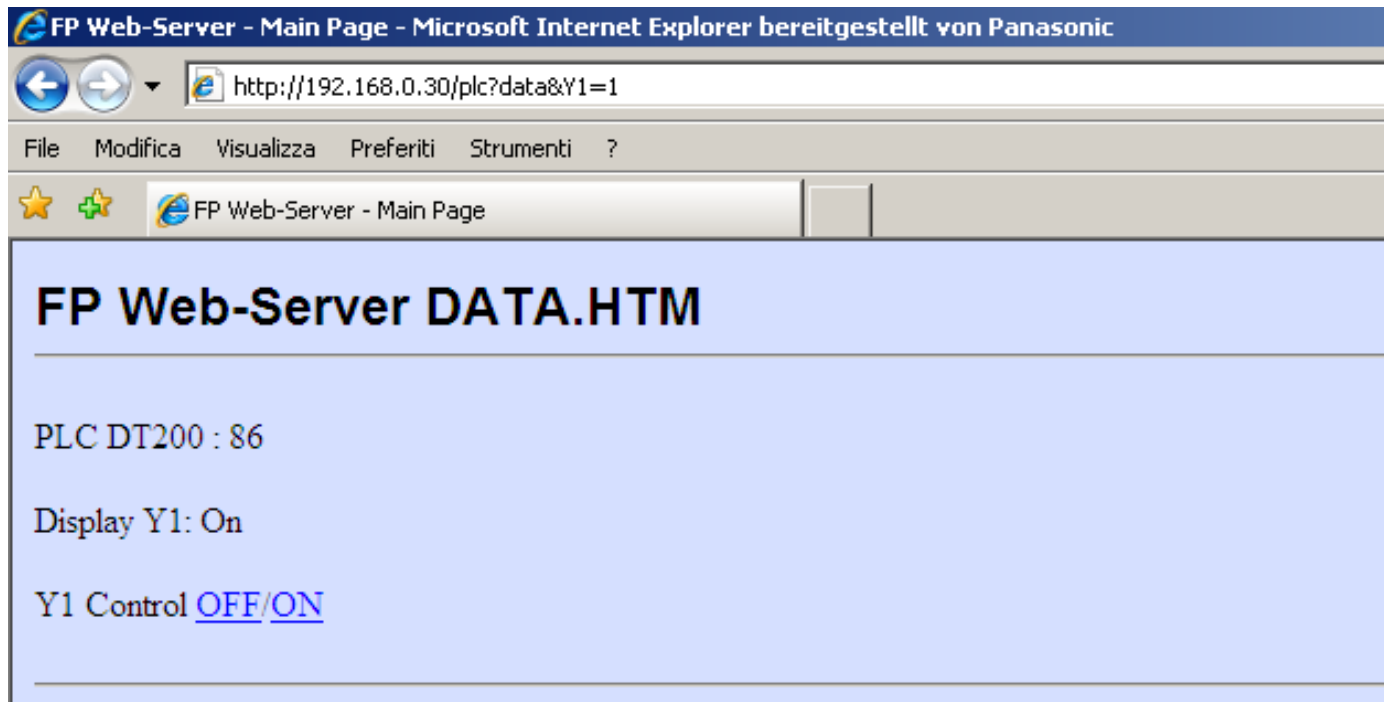 FP Web-Server - Main Page - Microsoft Internet Explorer bereitgestellt von Panasonic
http://192.168.0.30/plc?data&Y1=1
File Modifica Visualizza Preferiti Strumenti ?
FP Web-Server - Main Page
FP Web-Server DATA.HTM
PLC DT200 : 86
Display Y1: On
Y1 Control OFF/ON